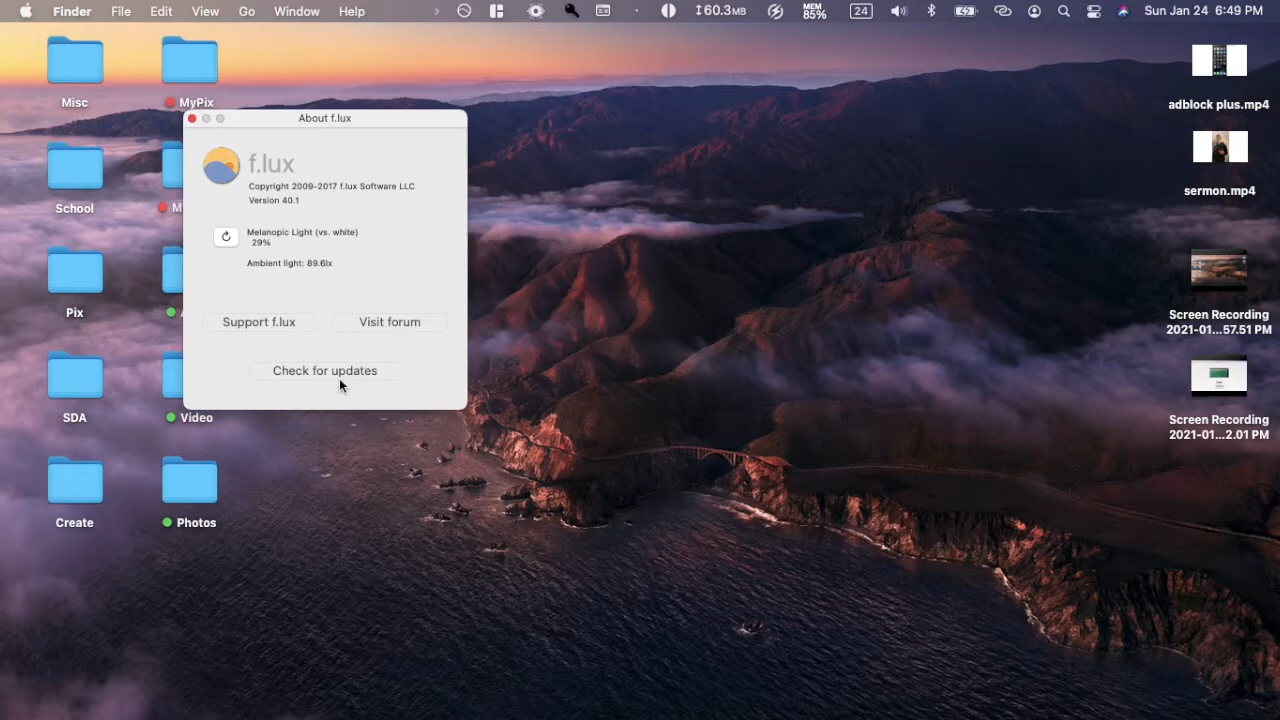 Finder File Edit View Go Window Help
60.3MB
MEM
85%
24
Sun Jan 24 6:49 PM
Misc
MyPix
School
M
Pix
SDA
Video
Create
Photos
About f.lux
f.lux
Copyright 2009-2017 f.lux Software LLC
Version 40.1
Melanopic Light (vs. white)
29%
Ambient light: 89.6lx
Support f.lux
Visit forum
Check for updates
adblock plus.mp4
sermon.mp4
Screen Recording
2021-01...57.51 PM
Screen Recording
2021-01...2.01 PM